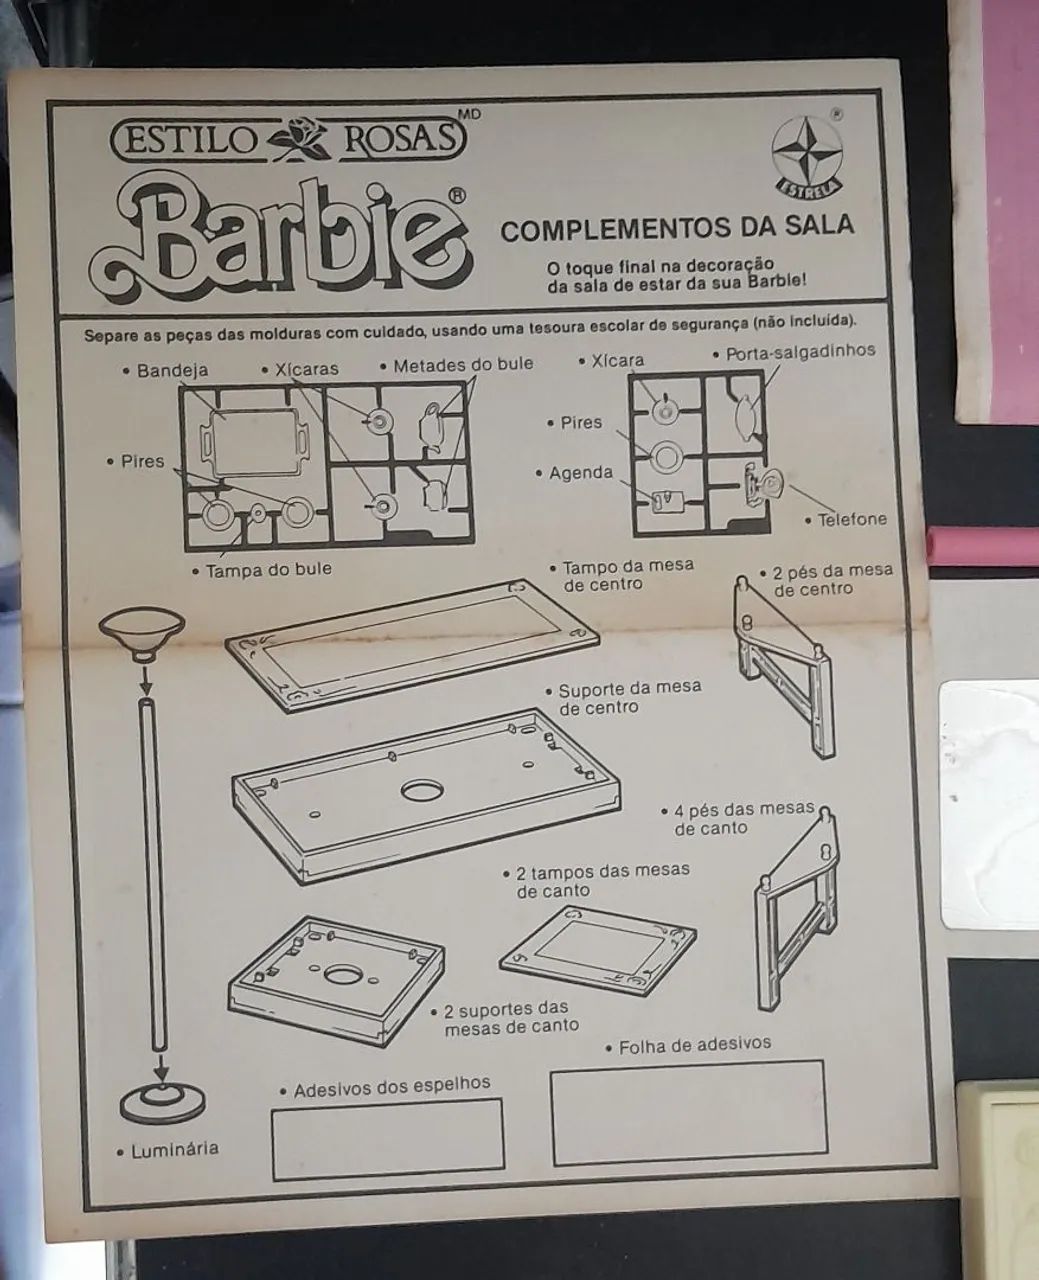 ESTILO ROSAS MD
Barbie®
®
ESTRELA
COMPLEMENTOS DA SALA
O toque final na decoração
da sala de estar da sua Barbie!
Separe as peças das molduras com cuidado, usando uma tesoura escolar de segurança (não incluída).
• Bandeja
• Xícaras
• Metades do bule
• Xícara
• Porta-salgadinhos
• Pires
• Pires
• Agenda
• Telefone
• Tampa do bule
• Tampo da mesa
de centro
• 2 pés da mesa
de centro
• Suporte da mesa
de centro
• 4 pés das mesas
de canto
• 2 tampos das mesas
de canto
• 2 suportes das
mesas de canto
• Folha de adesivos
• Adesivos dos espelhos
• Luminária